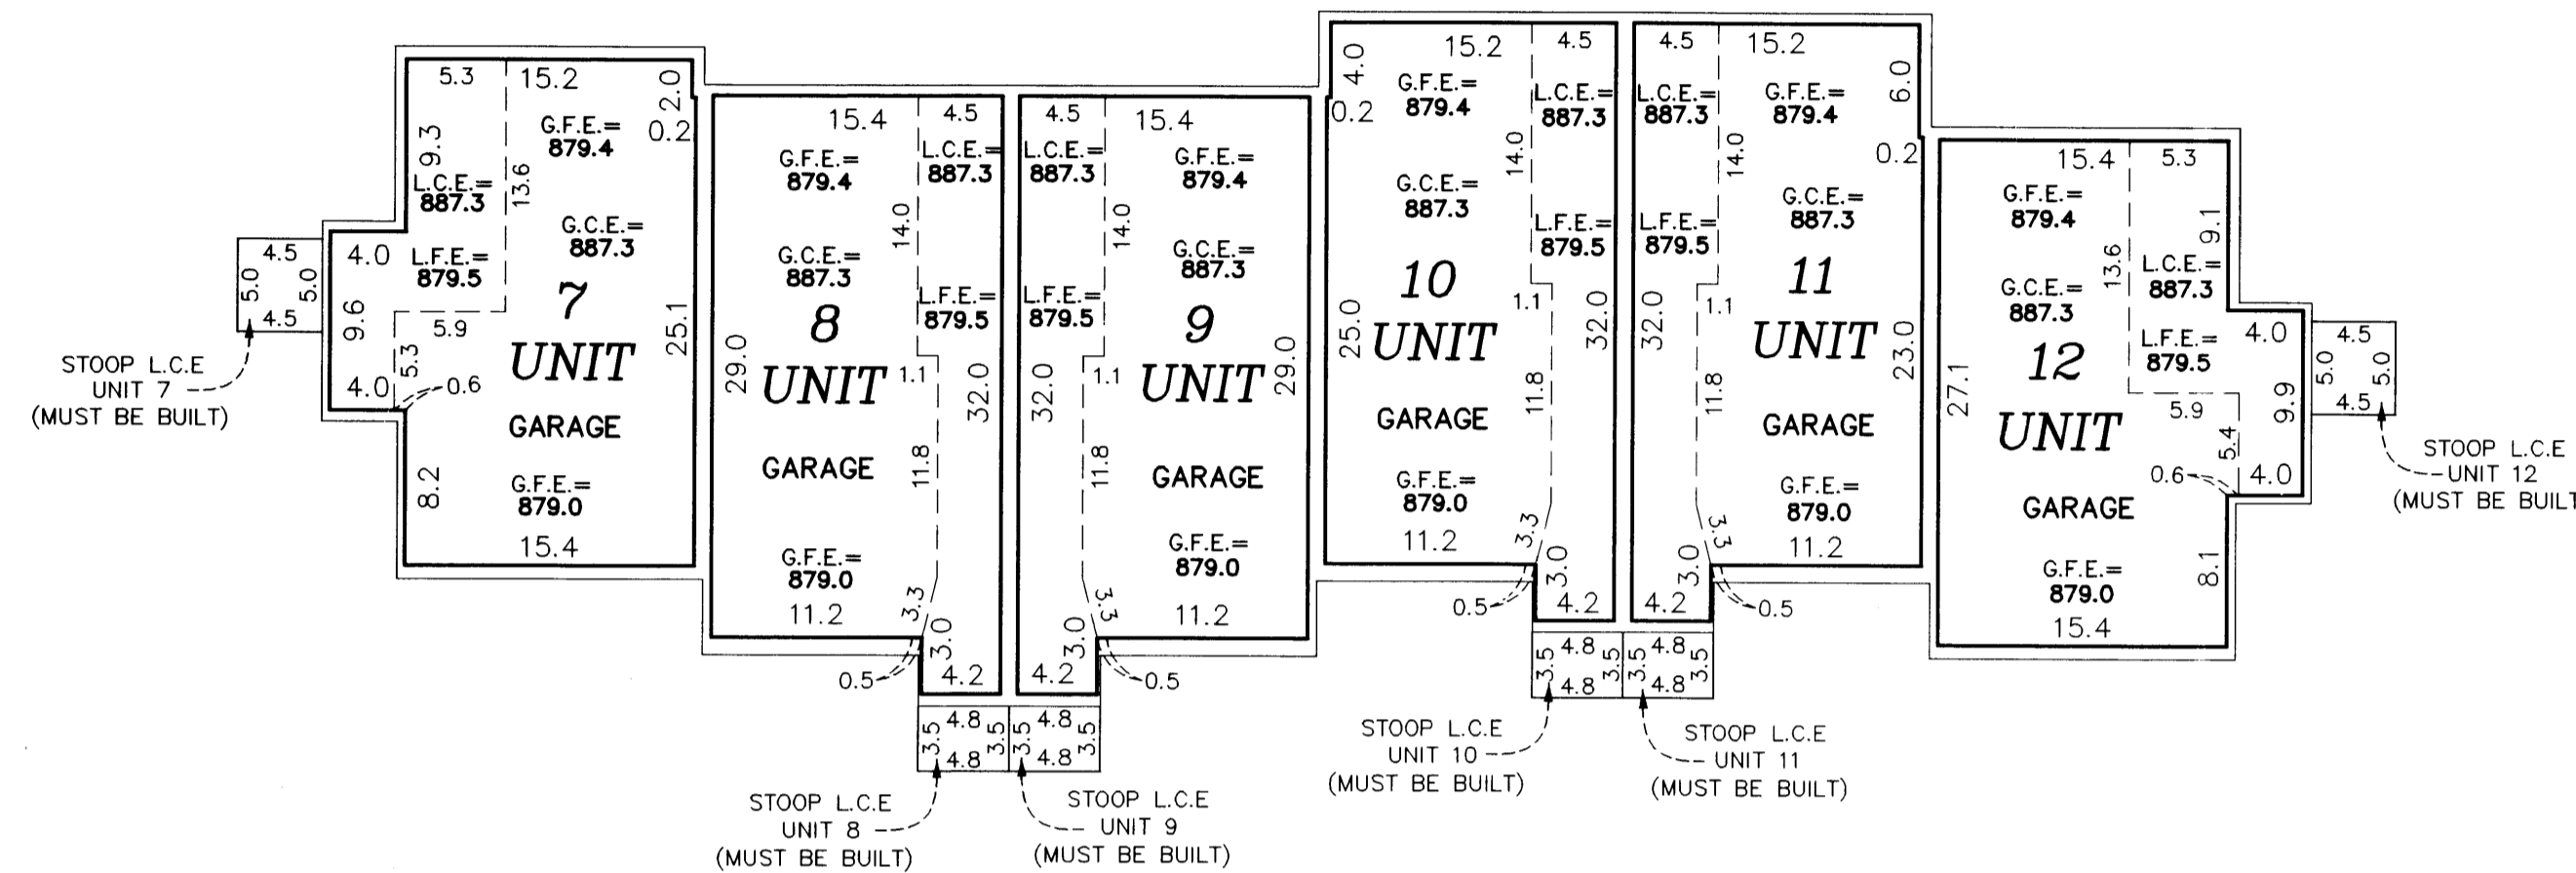 5.3
15.2
2.0
0.2
9.3
G.F.E.=
879.4
L.C.E.=
887.3
13.6
G.C.E.=
887.3
4.0
L.F.E.=
879.5
4.5
5.0
5.0
4.5
9.6
5.9
5.3
4.0
0.6
7
UNIT
25.1
GARAGE
8.2
G.F.E.=
879.0
15.4
STOOP L.C.E
UNIT 7
(MUST BE BUILT)
15.4
4.5
G.F.E.=
879.4
L.C.E.=
887.3
14.0
G.C.E.=
887.3
L.F.E.=
879.5
8
UNIT
29.0
1.1
32.0
GARAGE
11.8
G.F.E.=
879.0
11.2
3.3
3.0
0.5
4.2
4.8
3.5
3.5
4.8
STOOP L.C.E
UNIT 8
(MUST BE BUILT)
4.5
15.4
L.C.E.=
887.3
G.F.E.=
879.4
14.0
G.C.E.=
887.3
L.F.E.=
879.5
9
UNIT
32.0
1.1
29.0
11.8
GARAGE
G.F.E.=
879.0
3.3
11.2
3.0
4.2
0.5
4.8
3.5
3.5
4.8
STOOP L.C.E
UNIT 9
(MUST BE BUILT)
4.0
15.2
4.5
0.2
G.F.E.=
879.4
L.C.E.=
887.3
14.0
G.C.E.=
887.3
L.F.E.=
879.5
10
UNIT
25.0
1.1
32.0
GARAGE
11.8
G.F.E.=
879.0
11.2
3.3
3.0
0.5
4.2
4.8
3.5
3.5
4.8
STOOP L.C.E
UNIT 10
(MUST BE BUILT)
4.5
15.2
6.0
0.2
L.C.E.=
887.3
G.F.E.=
879.4
14.0
G.C.E.=
887.3
L.F.E.=
879.5
11
UNIT
32.0
1.1
23.0
11.8
GARAGE
G.F.E.=
879.0
3.3
11.2
3.0
4.2
0.5
4.8
3.5
3.5
4.8
STOOP L.C.E
UNIT 11
(MUST BE BUILT)
15.4
5.3
G.F.E.=
879.4
9.1
13.6
L.C.E.=
887.3
G.C.E.=
887.3
L.F.E.=
879.5
4.0
12
UNIT
27.1
5.9
5.4
9.9
4.0
0.6
GARAGE
8.1
G.F.E.=
879.0
15.4
4.5
5.0
5.0
4.5
STOOP L.C.E
UNIT 12
(MUST BE BUILT